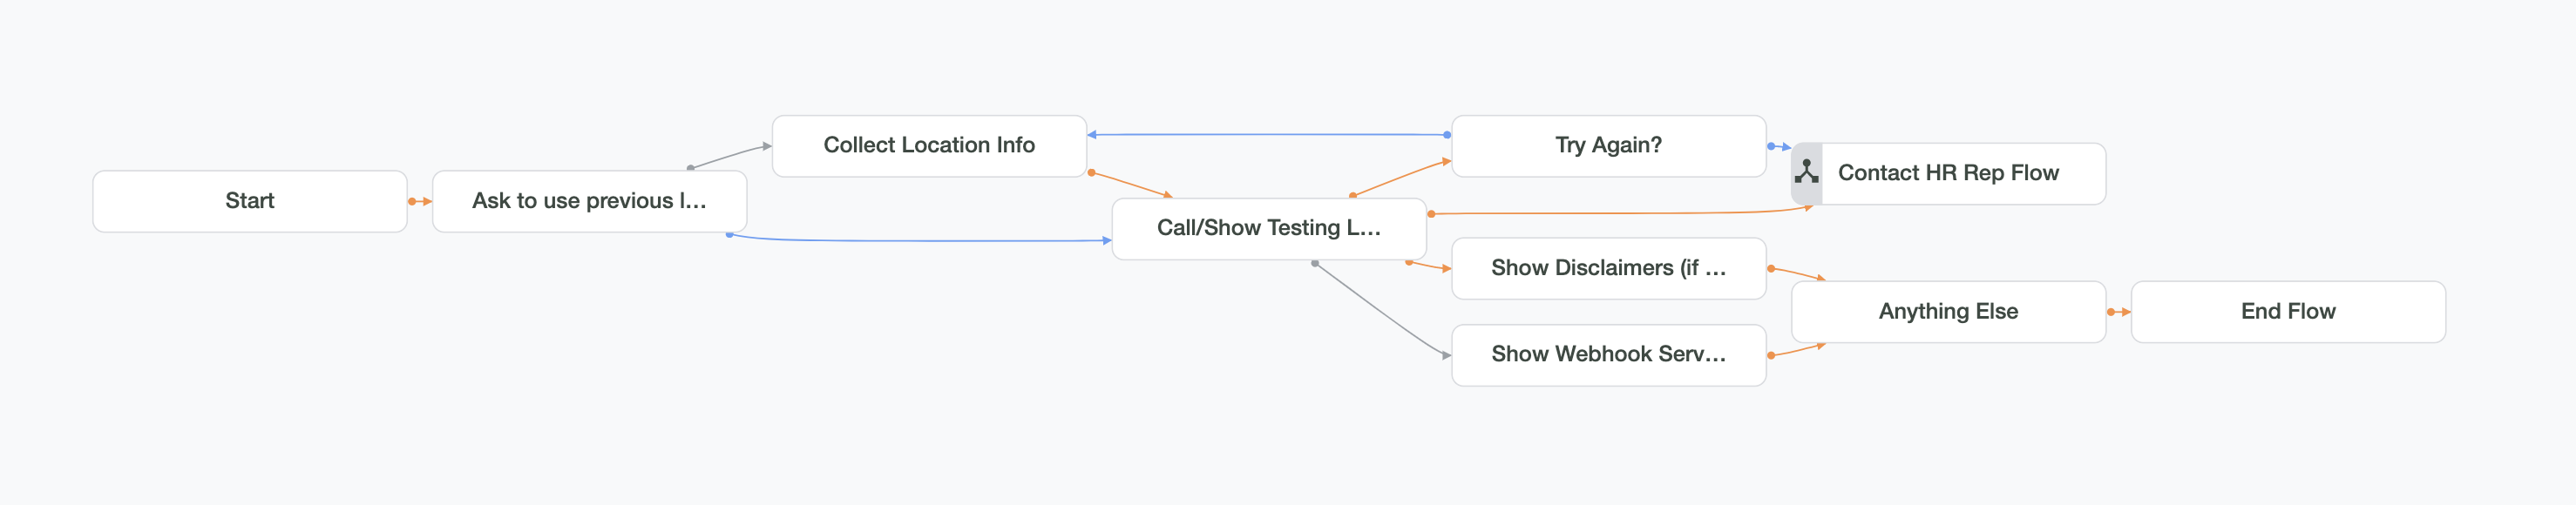 Start
Ask to use previous l...
Collect Location Info
Call/Show Testing L...
Try Again?
Contact HR Rep Flow
Show Disclaimers (if ...
Show Webhook Serv...
Anything Else
End Flow